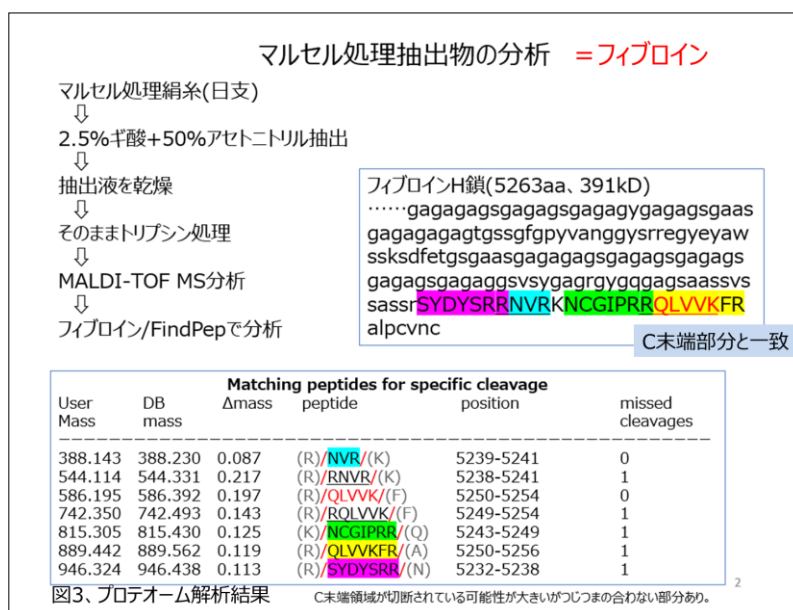 マルセル処理抽出物の分析 =フィブロイン
マルセル処理絹糸(日支)
⇩
2.5%ギ酸+50%アセトニトリル抽出
⇩
抽出液を乾燥
⇩
そのままトリプシン処理
⇩
MALDI-TOF MS分析
⇩
フィブロイン/FindPepで分析
フィブロインH鎖(5263aa、391kD)
……gagagagsgagagsgagagygagagsgaas
gagagagagtgssgfgpyvanggysrregyeyaw
ssksdfetgsgaasgagagsgagagsgagags
gagagsgagaggsvsygagrgygqgagsaassvs
sassrSYDYSRRNVRKNCGIPRRQLVVKFR
alpcvnc
C末端部分と一致
Matching peptides for specific cleavage
User DB Δmass peptide position missed
Mass mass cleavages
388.143 388.230 0.087 (R)/NVR/(K) 5239-5241 0
544.114 544.331 0.217 (R)/RNVR/(K) 5238-5241 1
586.195 586.392 0.197 (R)/QLVVK/(F) 5250-5254 0
742.350 742.493 0.143 (R)/RQLVVK/(F) 5249-5254 1
815.305 815.430 0.125 (K)/NCGIPRR/(Q) 5243-5249 1
889.442 889.562 0.119 (R)/QLVVKFR/(A) 5250-5256 1
946.324 946.438 0.113 (R)/SYDYSRR/(N) 5232-5238 1
2
図3、プロテオーム解析結果 C末端領域が切断されている可能性が大きいがつじつまの合わない部分あり。